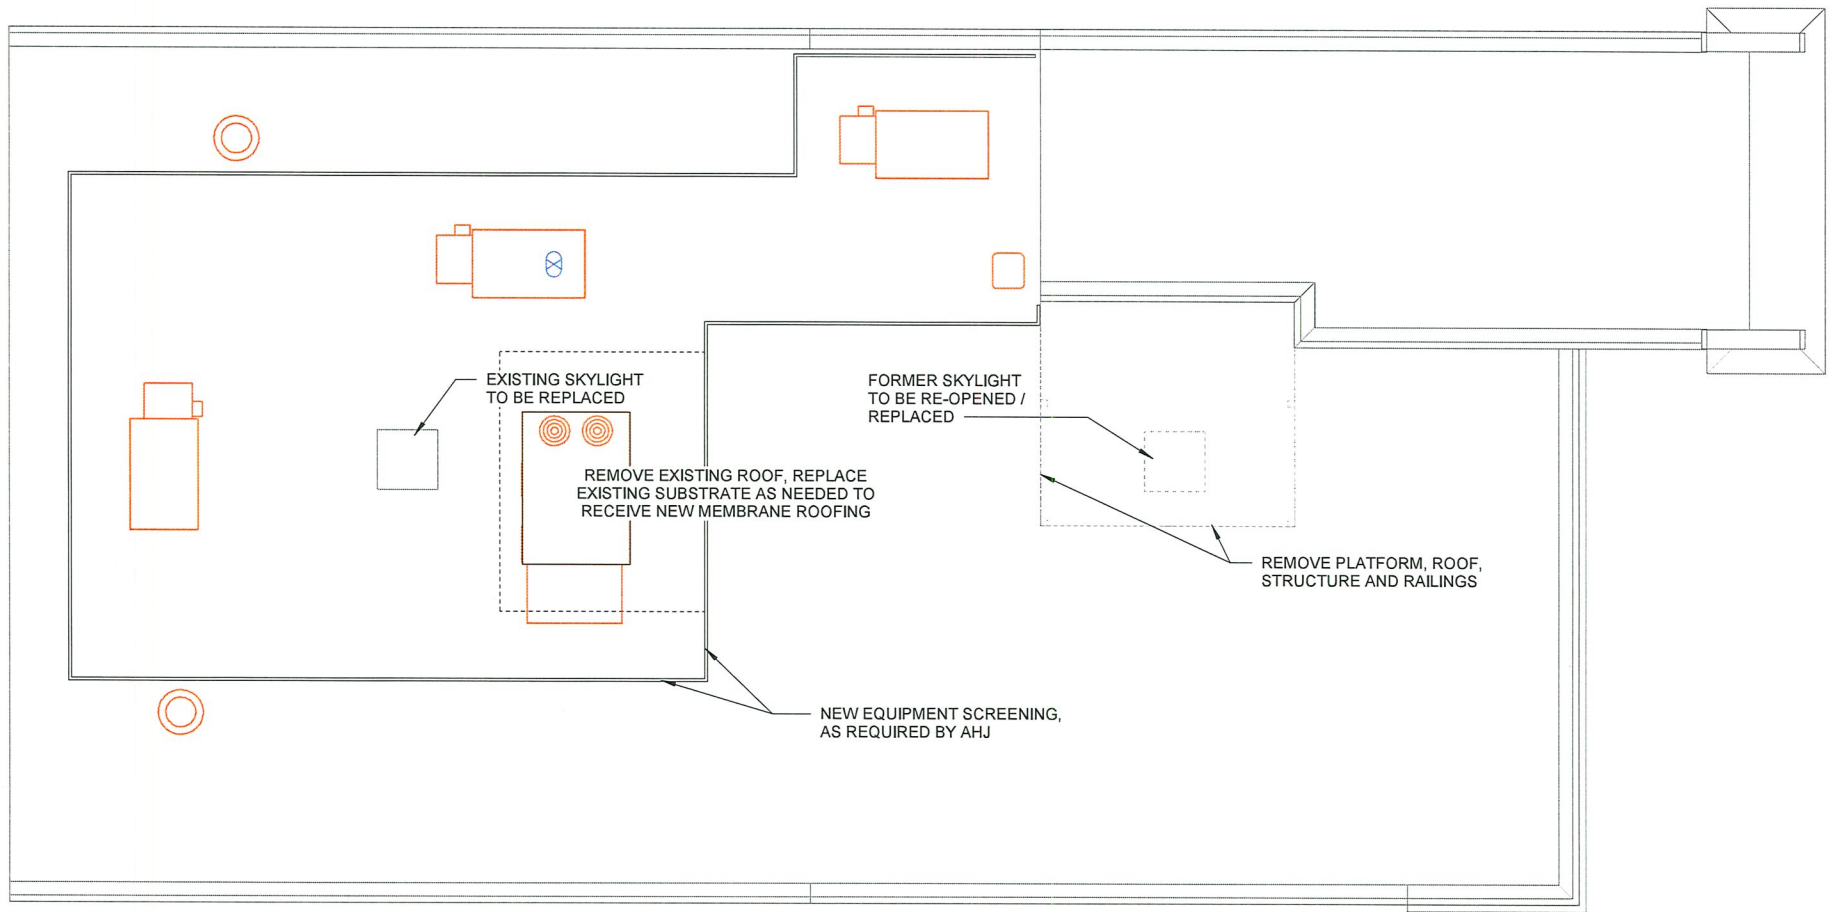 EXISTING SKYLIGHT
TO BE REPLACED
FORMER SKYLIGHT
TO BE RE-OPENED /
REPLACED
REMOVE EXISTING ROOF, REPLACE
EXISTING SUBSTRATE AS NEEDED TO
RECEIVE NEW MEMBRANE ROOFING
REMOVE PLATFORM, ROOF,
STRUCTURE AND RAILINGS
NEW EQUIPMENT SCREENING,
AS REQUIRED BY AHJ